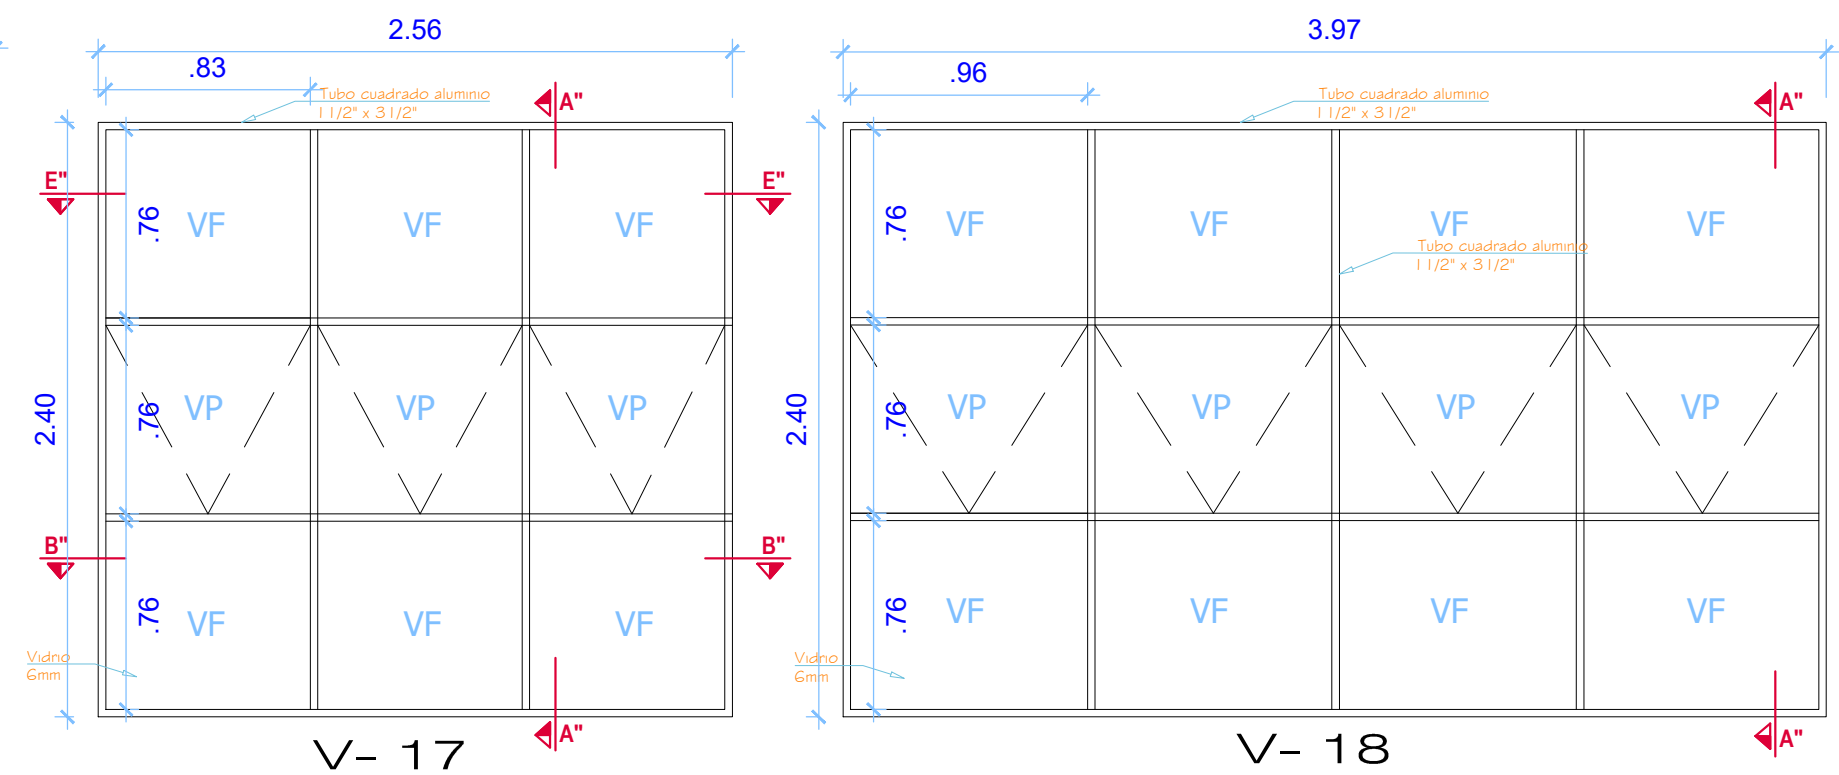 2.56
.83
Tubo cuadrado aluminio
1 1/2" x 3 1/2"
A"
E"
E"
.76
VF
VF
VF
2.40
.76
VP
VP
VP
B"
B"
.76
VF
VF
VF
Vidrio
6mm
A"
V- 17
3.97
.96
Tubo cuadrado aluminio
1 1/2" x 3 1/2"
A"
.76
VF
VF
VF
VF
Tubo cuadrado aluminio
1 1/2" x 3 1/2"
2.40
.76
VP
VP
VP
VP
.76
VF
VF
VF
VF
Vidrio
6mm
A"
V- 18